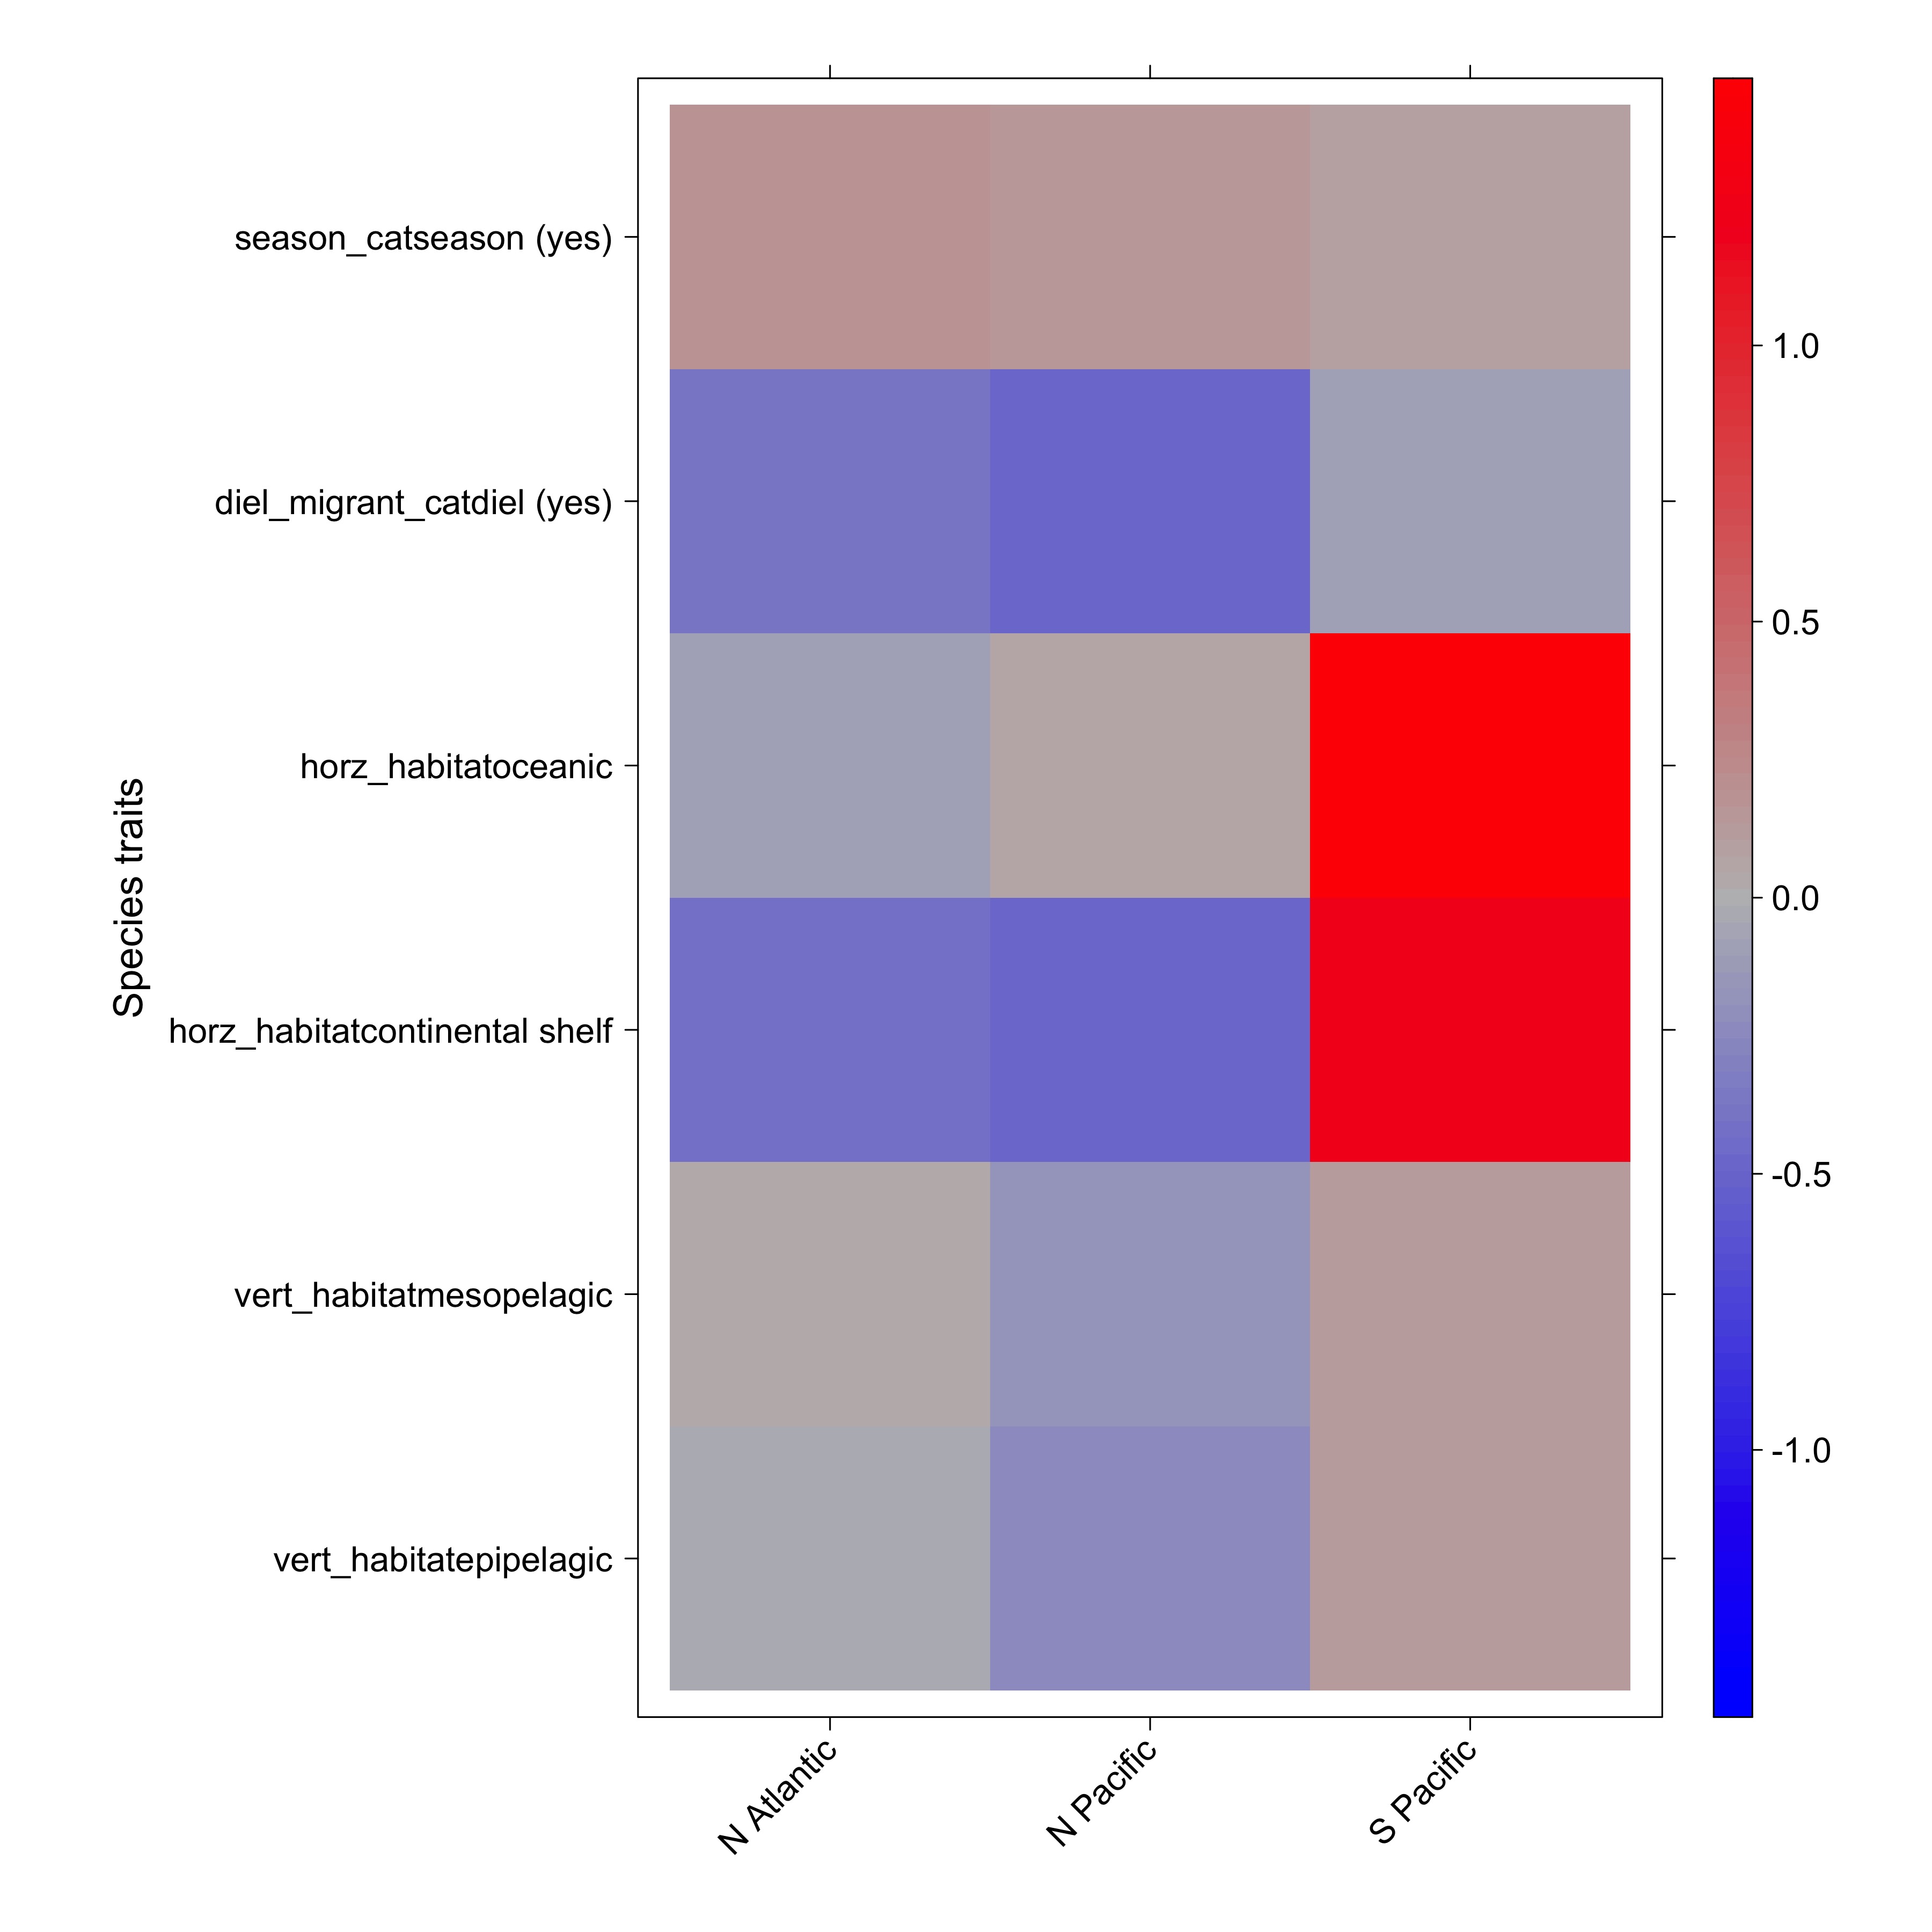 Species traits
season_catseason (yes)
diel_migrant_catdiel (yes)
horz_habitatoceanic
horz_habitatcontinental shelf
vert_habitatmesopelagic
vert_habitatepipelagic
N Atlantic
N Pacific
S Pacific
1.0
0.5
0.0
-0.5
-1.0